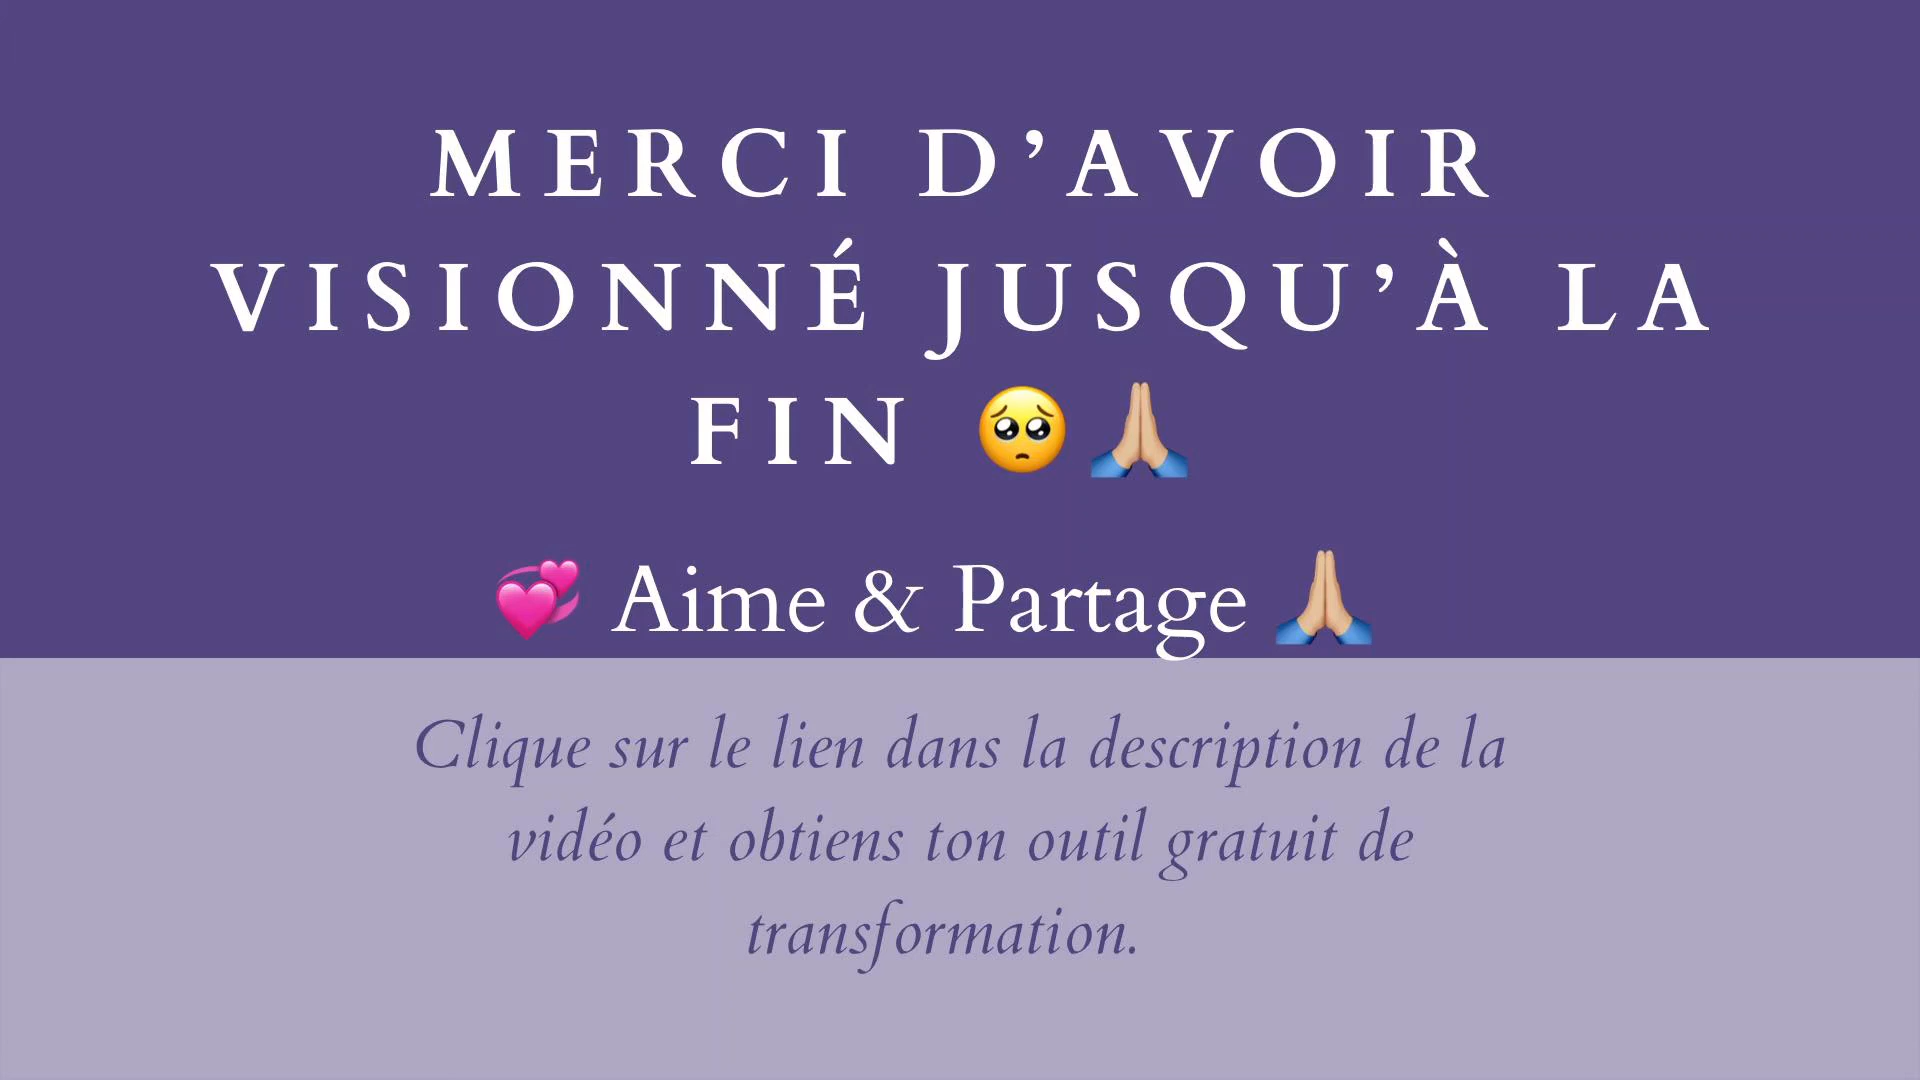 MERCI D’AVOIR
VISIONNÉ JUSQU’À LA
FIN 🥺🙏🏼
💞 Aime & Partage 🙏🏼
Clique sur le lien dans la description de la
vidéo et obtiens ton outil gratuit de
transformation.